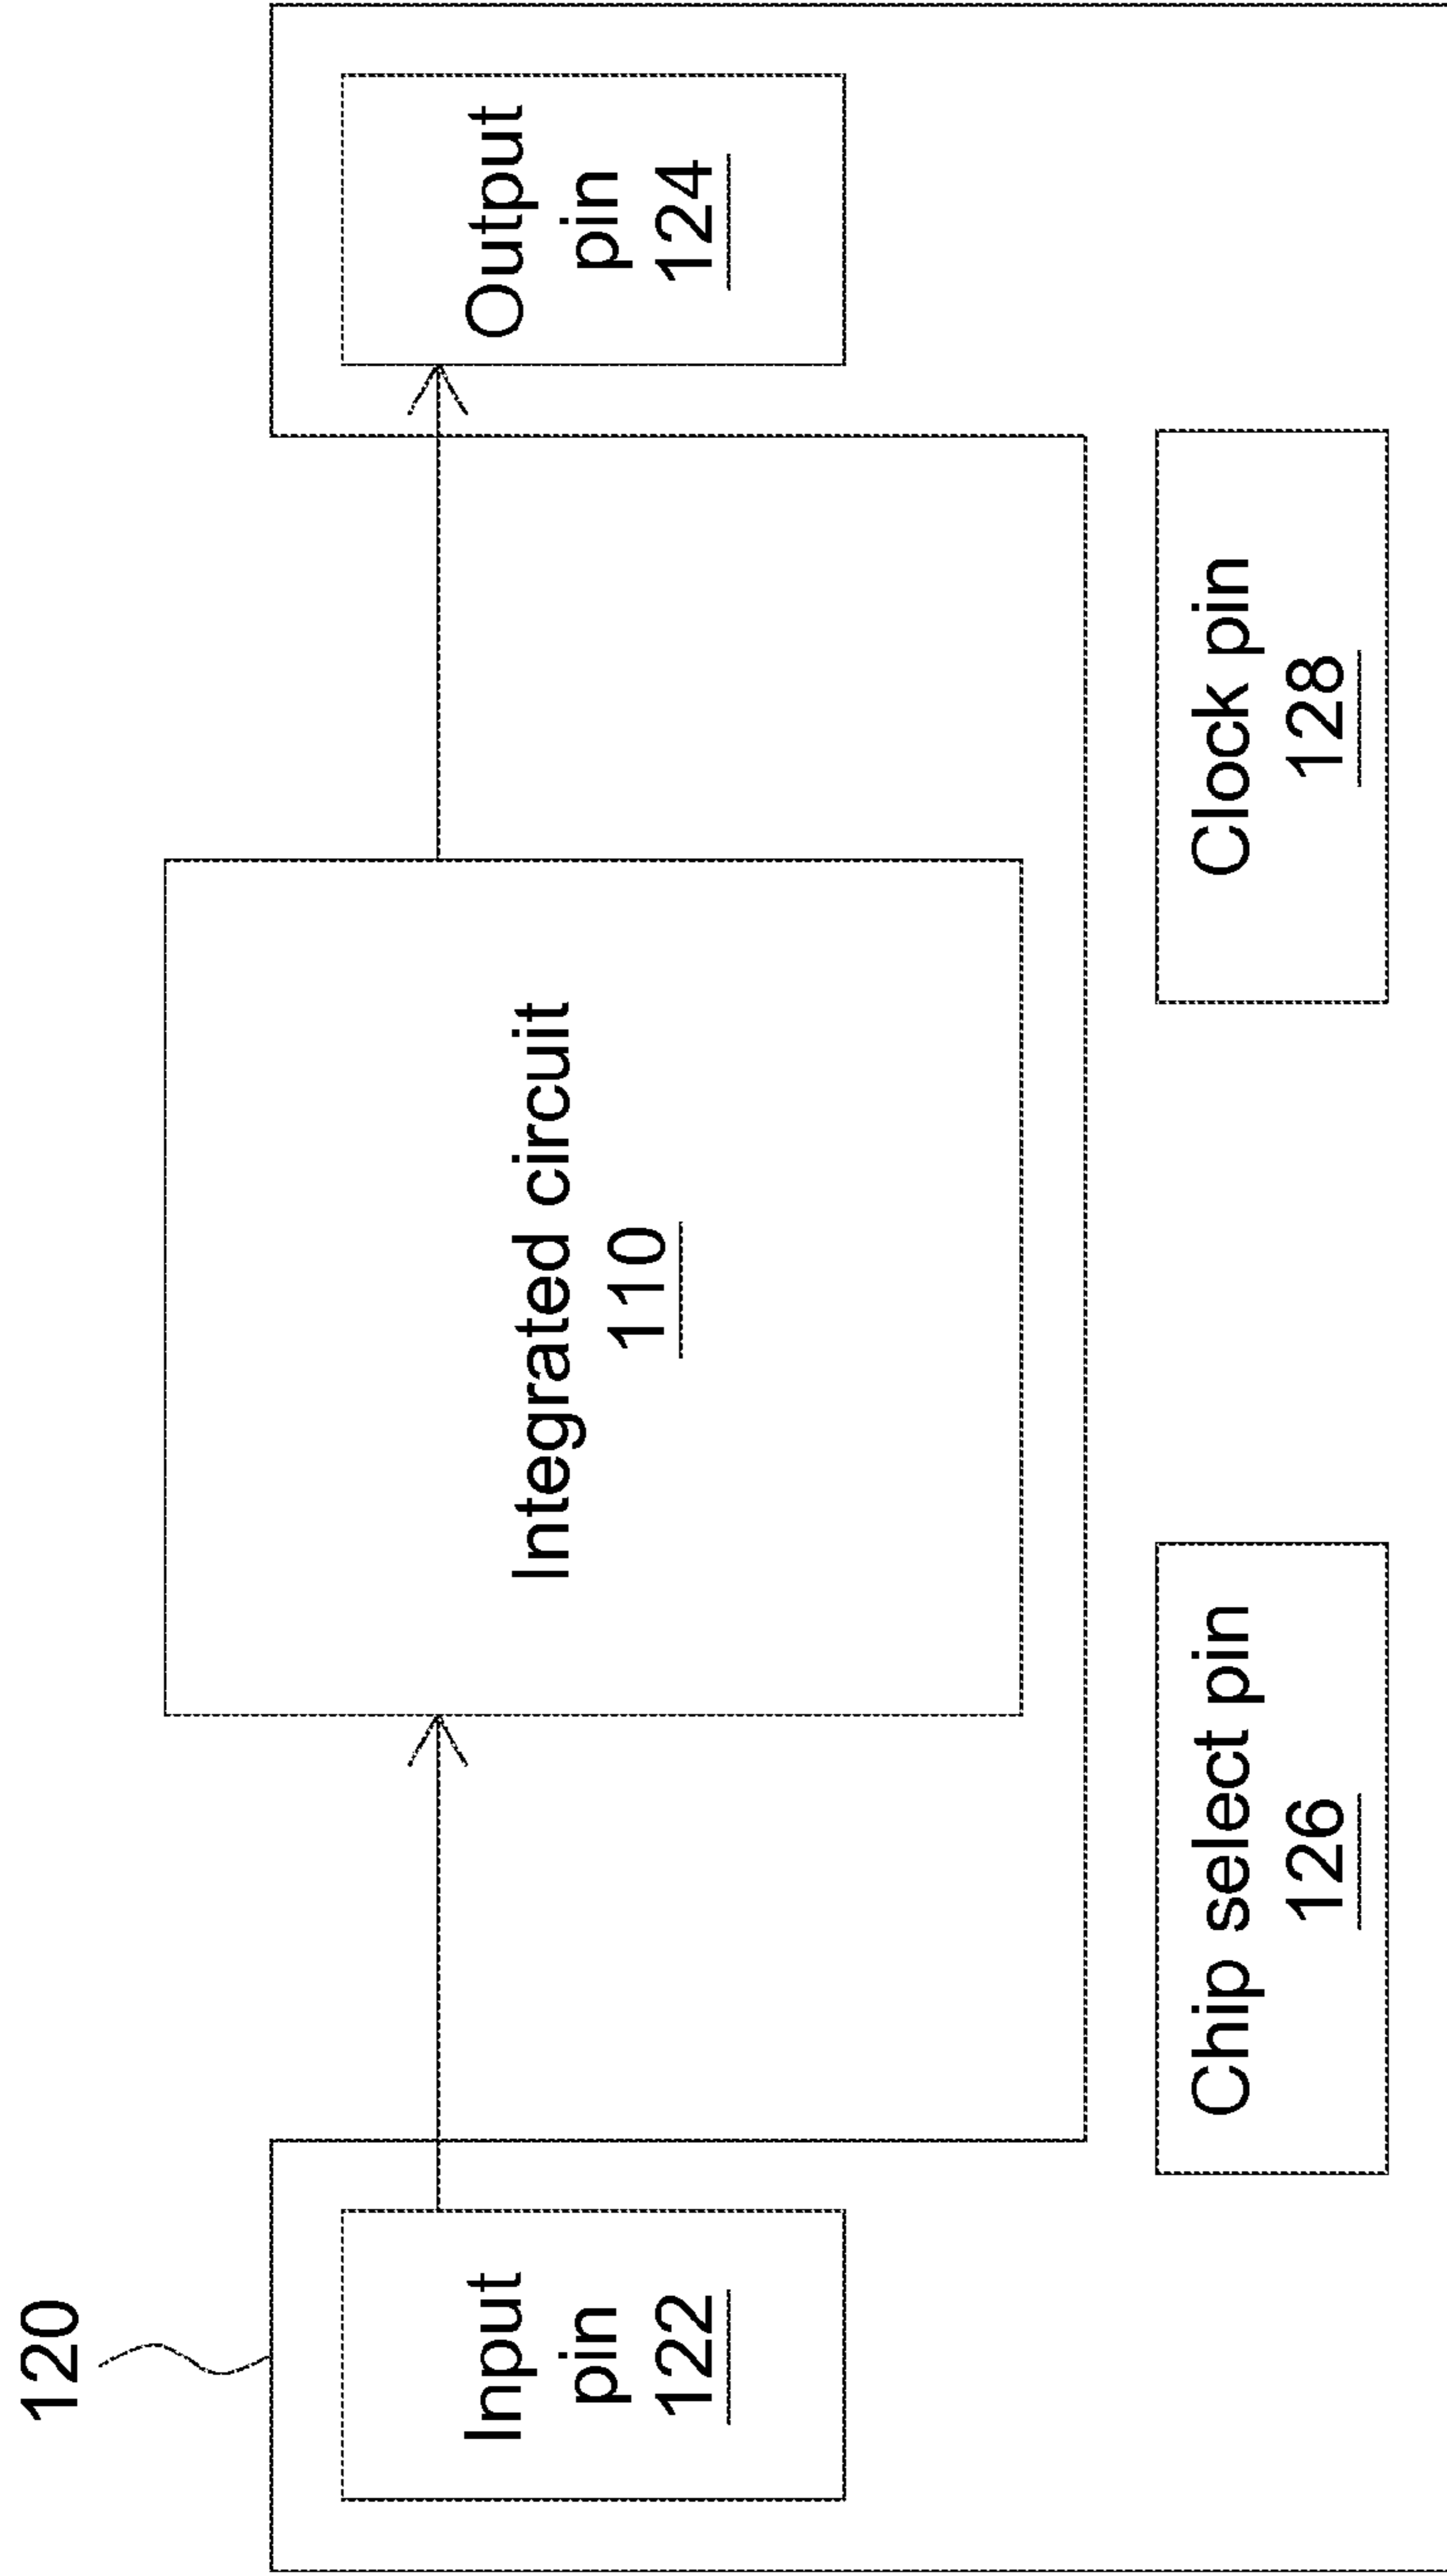 120
Input
pin
122
Integrated circuit
110
Output
pin
124
Chip select pin
126
Clock pin
128